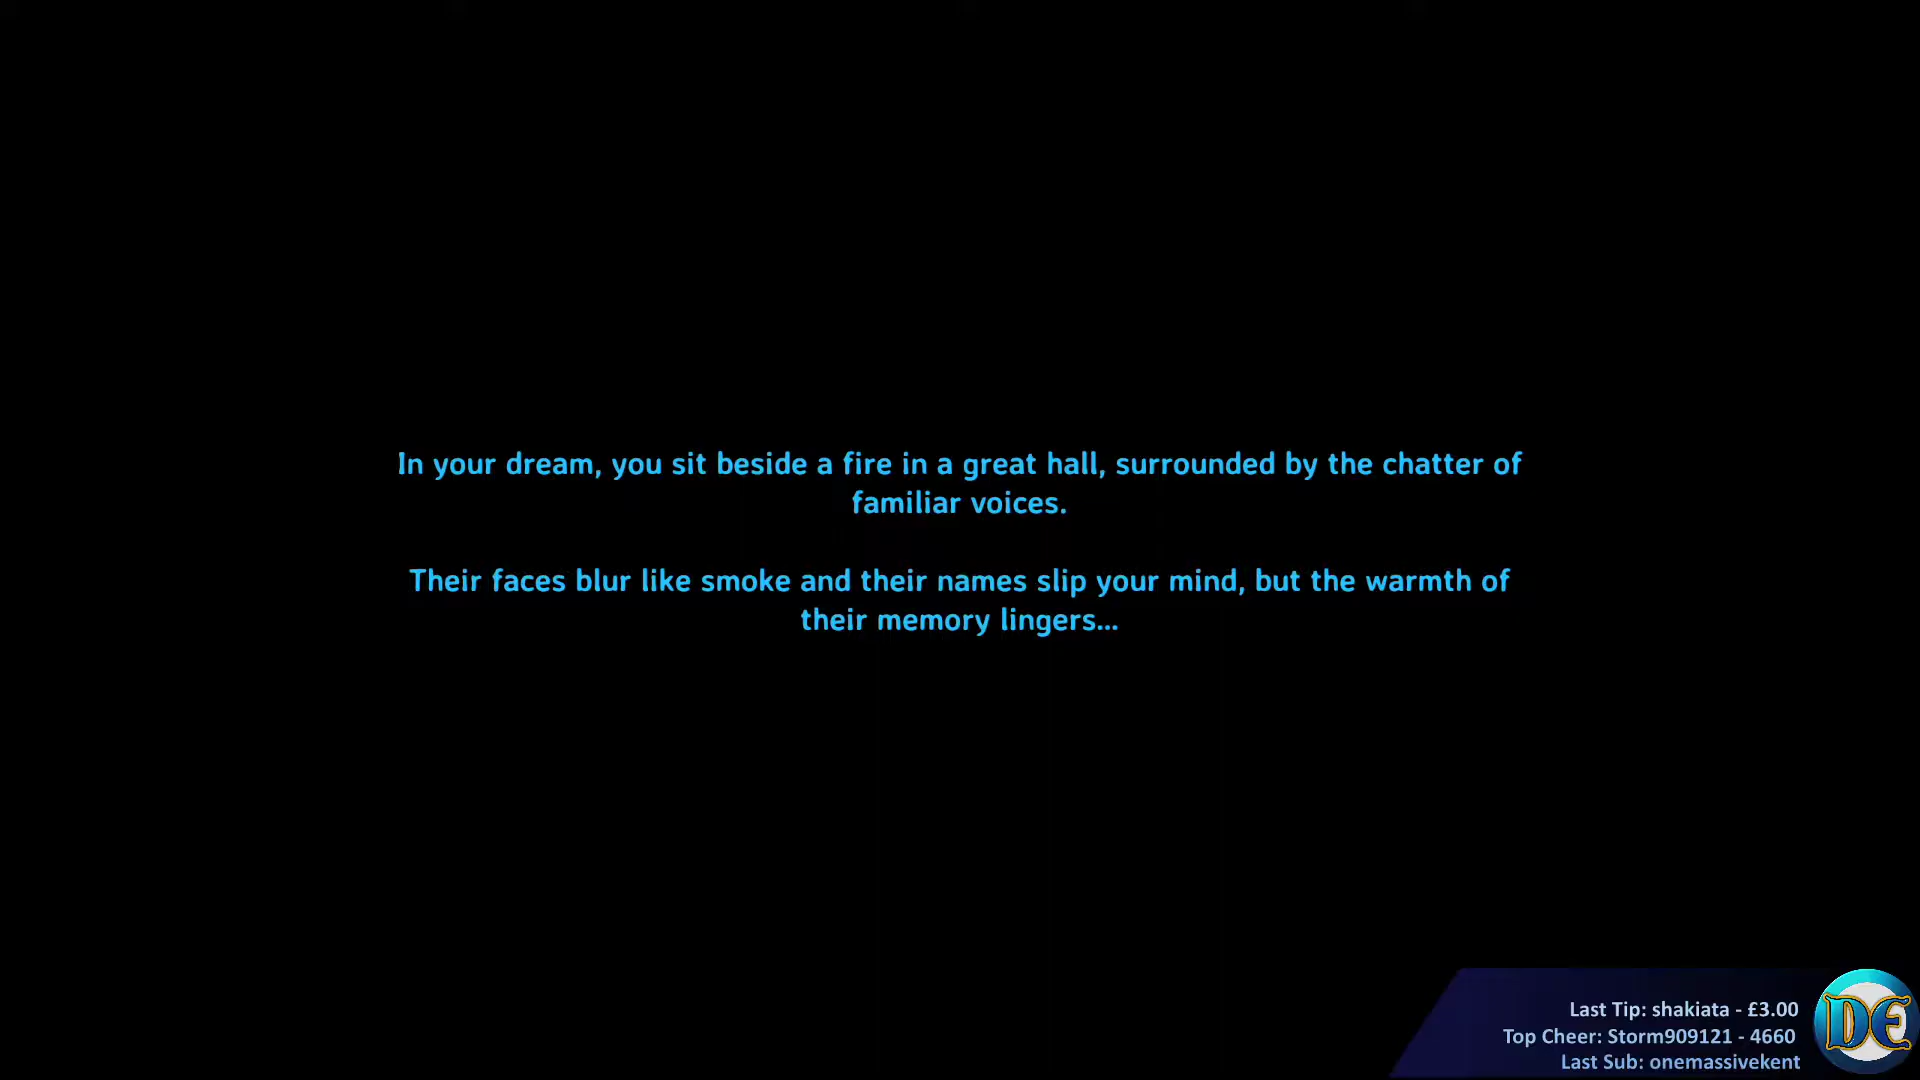 In your dream, you sit beside a fire in a great hall, surrounded by the chatter of
familiar voices.
Their faces blur like smoke and their names slip your mind, but the warmth of
their memory lingers...
Last Tip: shakiata - £3.00
Top Cheer: Storm909121 - 4660
Last Sub: onemassivekent
DE